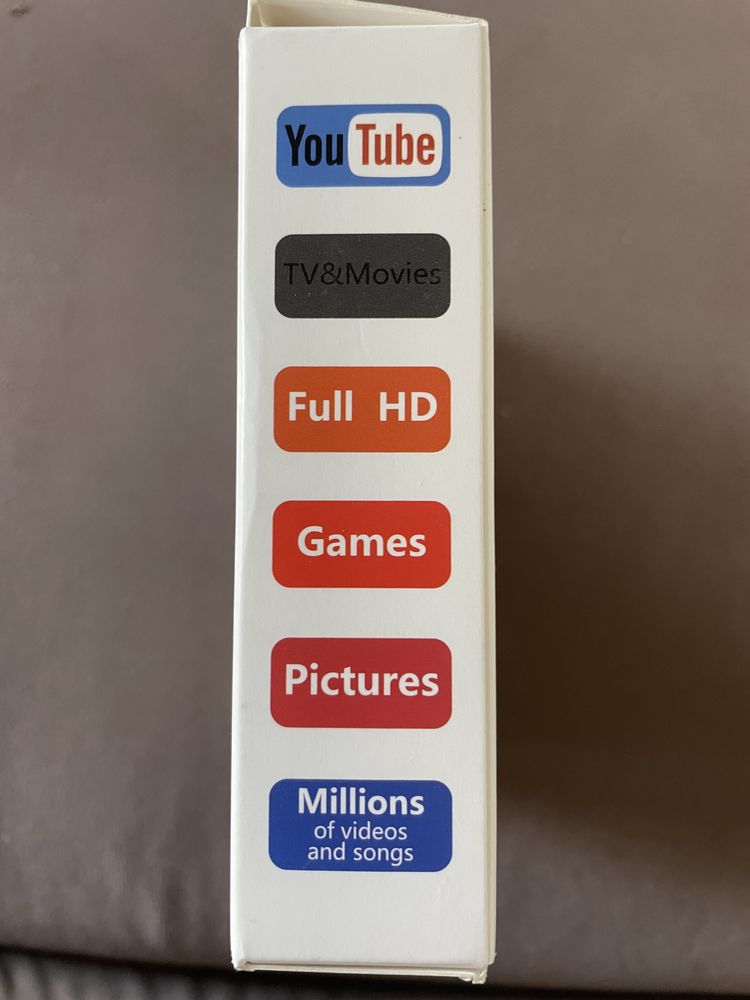 YouTube
TV&Movies
Full HD
Games
Pictures
Millions
of videos
and songs